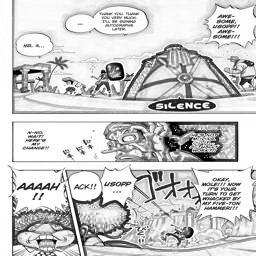 AWE-
SOME,
USOPP!!
AWE-
SOME!!!
THANK YOU. THANK
YOU VERY MUCH.
I'LL BE SIGNING
AUTOGRAPHS
LATER.
...
MR. 4...
SILENCE
N-NO,
WAIT!
HERE'S
MY
CHANCE!!
OKAY,
MOLE!!! NOW
IT'S YOUR
TURN TO GET
WHACKED BY
MY FIVE-TON
HAMMER!!!
USOPP
...
ACK!!
AAAAH
!!